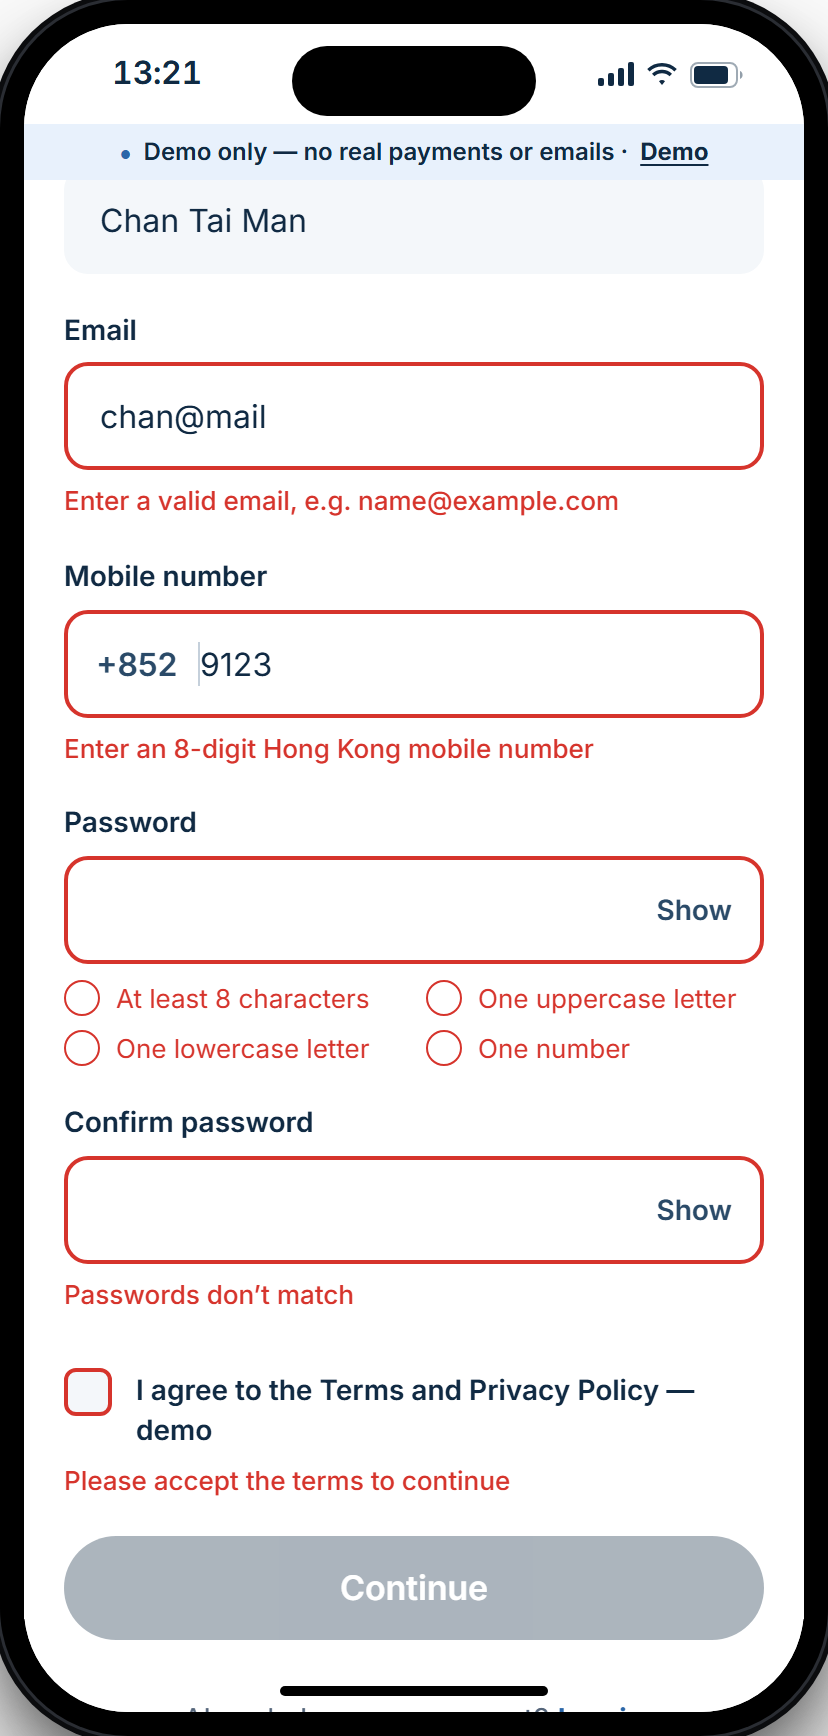 13:21
Demo only — no real payments or emails · Demo
Chan Tai Man
Email
chan@mail
Enter a valid email, e.g. name@example.com
Mobile number
+852 9123
Enter an 8-digit Hong Kong mobile number
Password
Show
At least 8 characters One uppercase letter
One lowercase letter One number
Confirm password
Show
Passwords don’t match
I agree to the Terms and Privacy Policy —
demo
Please accept the terms to continue
Continue